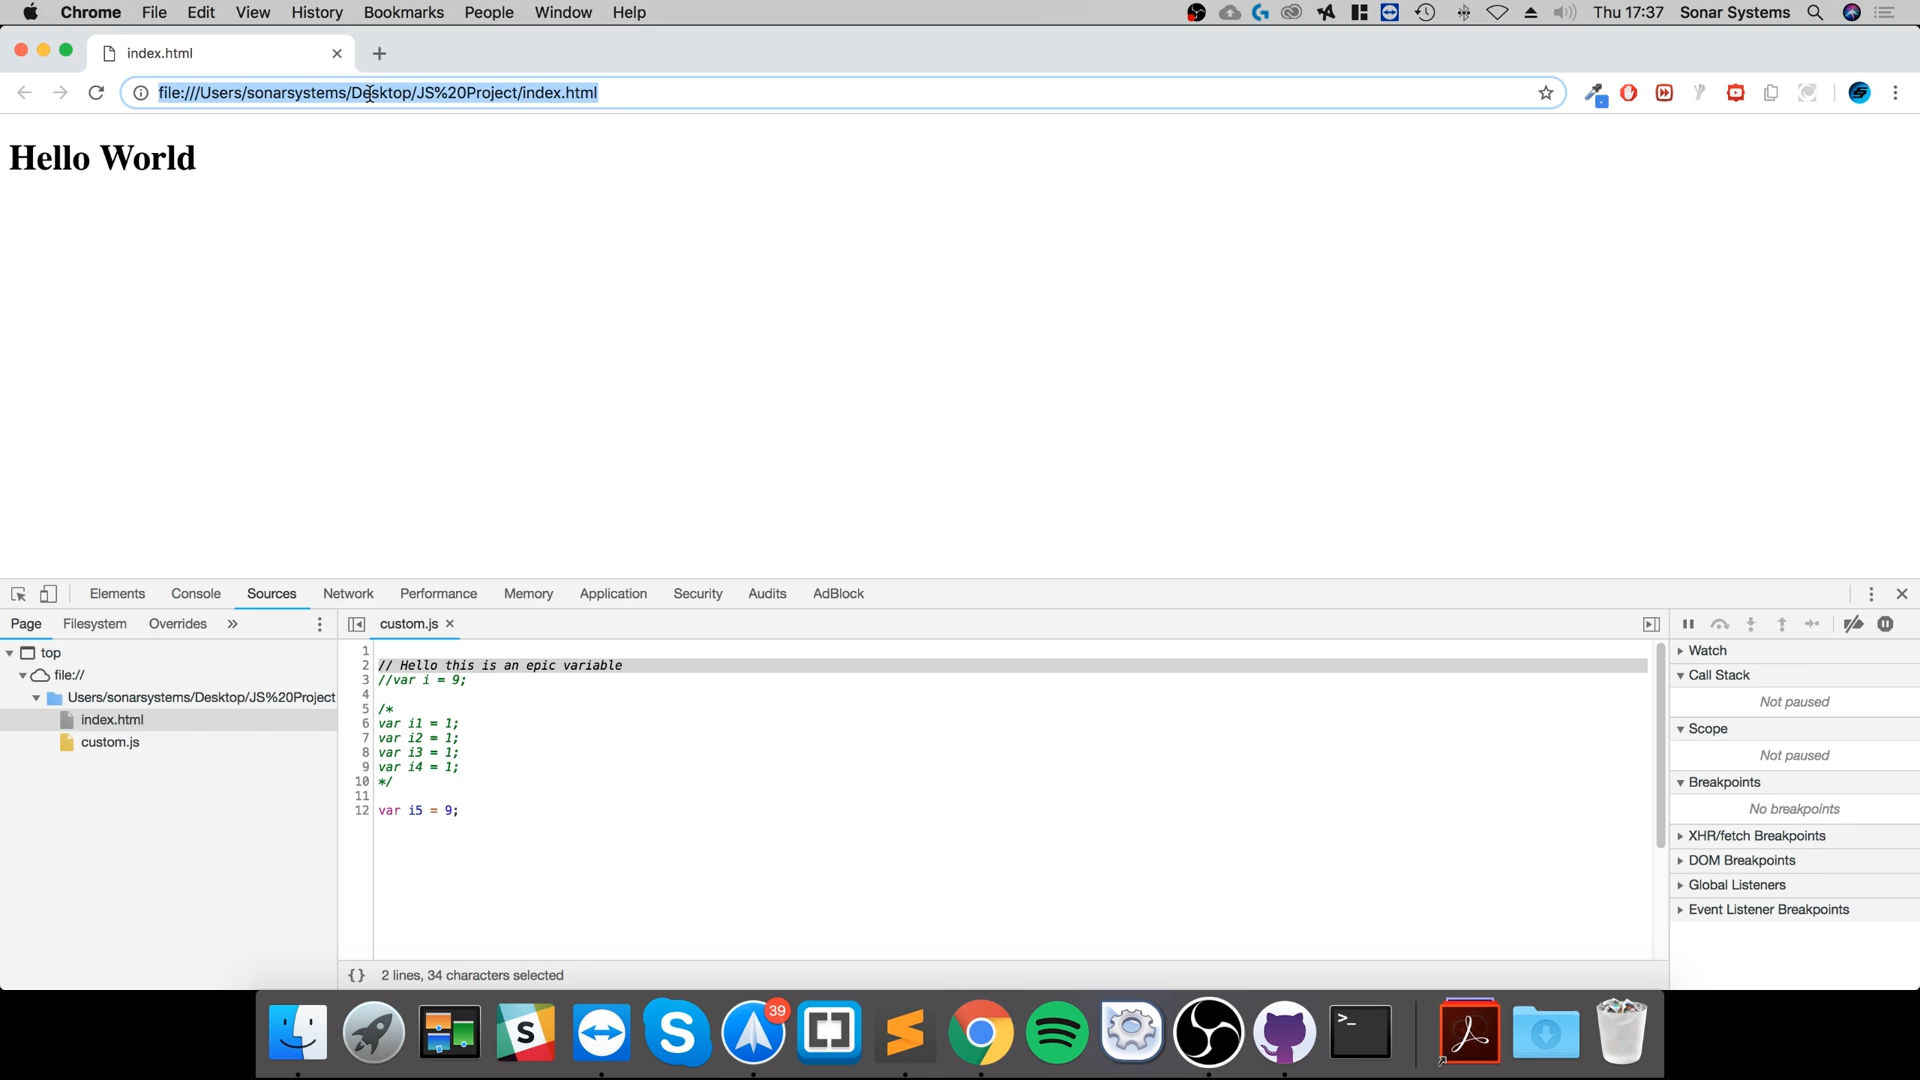 Chrome File Edit View History Bookmarks People Window Help Thu 17:37 Sonar Systems
index.html
file:///Users/sonarsystems/Desktop/JS%20Project/index.html
Hello World
Elements Console Sources Network Performance Memory Application Security Audits AdBlock
Page Filesystem Overrides »
top
file://
Users/sonarsystems/Desktop/JS%20Project
index.html
custom.js
custom.js
1
2 // Hello this is an epic variable
3 //var i = 9;
4
5 /*
6 var i1 = 1;
7 var i2 = 1;
8 var i3 = 1;
9 var i4 = 1;
10 */
11
12 var i5 = 9;
{} 2 lines, 34 characters selected
Watch
Call Stack
Not paused
Scope
Not paused
Breakpoints
No breakpoints
XHR/fetch Breakpoints
DOM Breakpoints
Global Listeners
Event Listener Breakpoints
S
S
39
>_